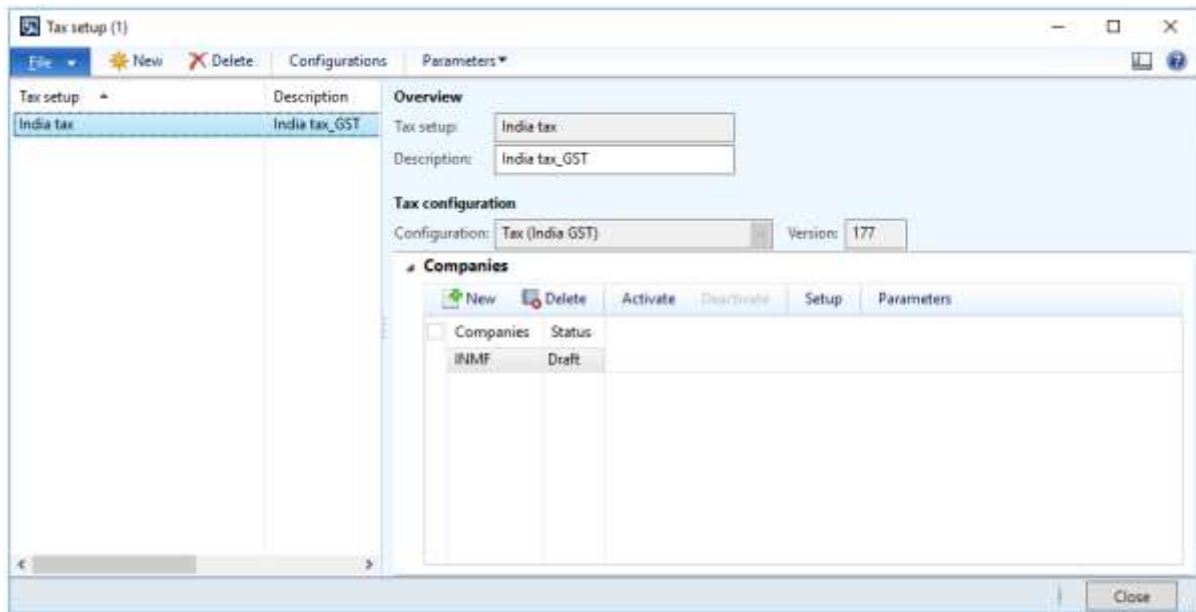 Tax setup (1)
File New Delete Configurations Parameters
Tax setup Description
India tax India tax_GST
Overview
Tax setup: India tax
Description: India tax_GST
Tax configuration
Configuration: Tax (India GST) Version: 177
Companies
New Delete Activate Deactivate Setup Parameters
Companies Status
INMF Draft
Close